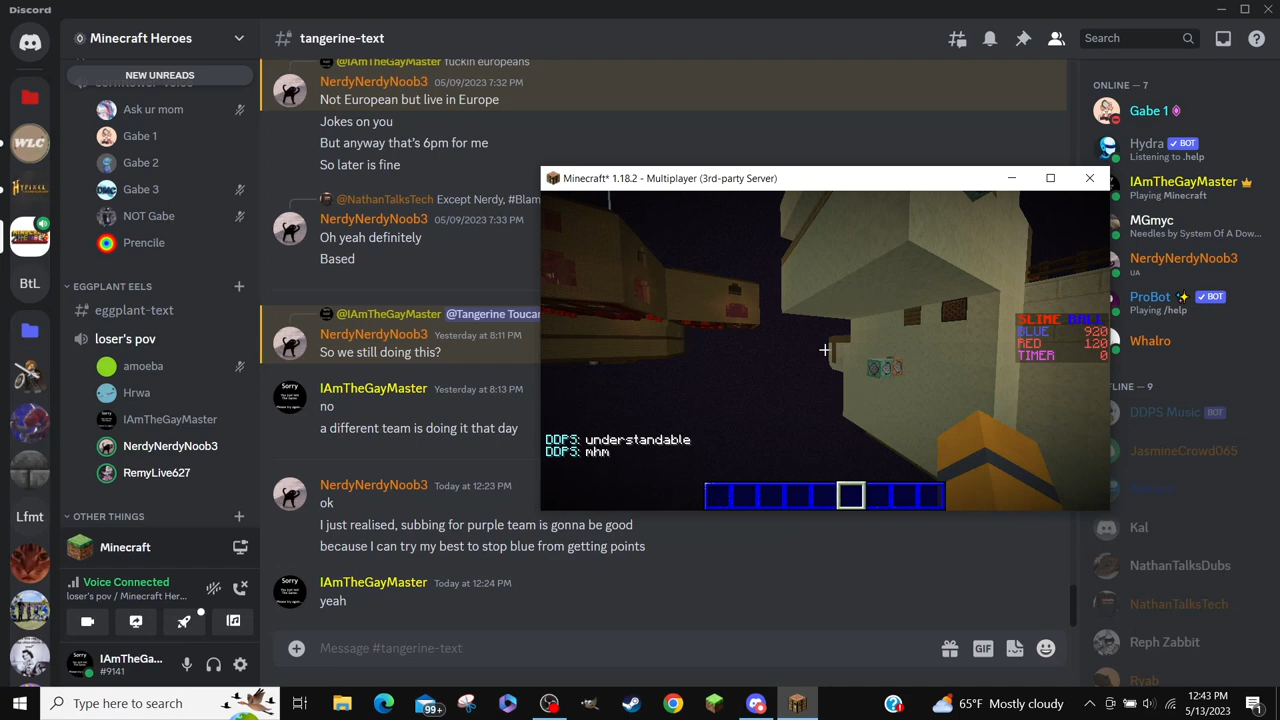 Discord
Minecraft Heroes
tangerine-text
Search
NEW UNREADS
Ask ur mom
Gabe 1
Gabe 2
Gabe 3
NOT Gabe
Prencile
EGGPLANT EELS
eggplant-text
loser's pov
amoeba
Hrwa
IAmTheGayMaster
NerdyNerdyNoob3
RemyLive627
OTHER THINGS
Minecraft
Voice Connected
loser's pov / Minecraft Her...
IAmTheGa...
#9141
WLC
HYPIXEL
BtL
Lfmt
@IAmTheGayMaster fuckin europeans
NerdyNerdyNoob3 05/09/2023 7:32 PM
Not European but live in Europe
Jokes on you
But anyway that's 6pm for me
So later is fine
@NathanTalksTech Except Nerdy, #Blam
NerdyNerdyNoob3 05/09/2023 7:33 PM
Oh yeah definitely
Based
@IAmTheGayMaster @Tangerine Toucan
NerdyNerdyNoob3 Yesterday at 8:11 PM
So we still doing this?
IAmTheGayMaster Yesterday at 8:13 PM
no
a different team is doing it that day
NerdyNerdyNoob3 Today at 12:23 PM
ok
I just realised, subbing for purple team is gonna be good
because I can try my best to stop blue from getting points
IAmTheGayMaster Today at 12:24 PM
yeah
Message #tangerine-text
GIF
Minecraft* 1.18.2 - Multiplayer (3rd-party Server)
SLIME BALL
BLUE 920
RED 120
TIMER 0
DDPS: understandable
DDPS: mhm
ONLINE — 7
Gabe 1
Hydra BOT
Listening to .help
IAmTheGayMaster
Playing Minecraft
MGmyc
Needles by System Of A Dow...
NerdyNerdyNoob3
UA
ProBot BOT
Playing /help
Whalro
TLINE — 9
DDPS Music BOT
JasmineCrowd065
Kal
NathanTalksDubs
NathanTalksTech
Reph Zabbit
Ryab
Type here to search
99+
65°F Mostly cloudy
12:43 PM
5/13/2023